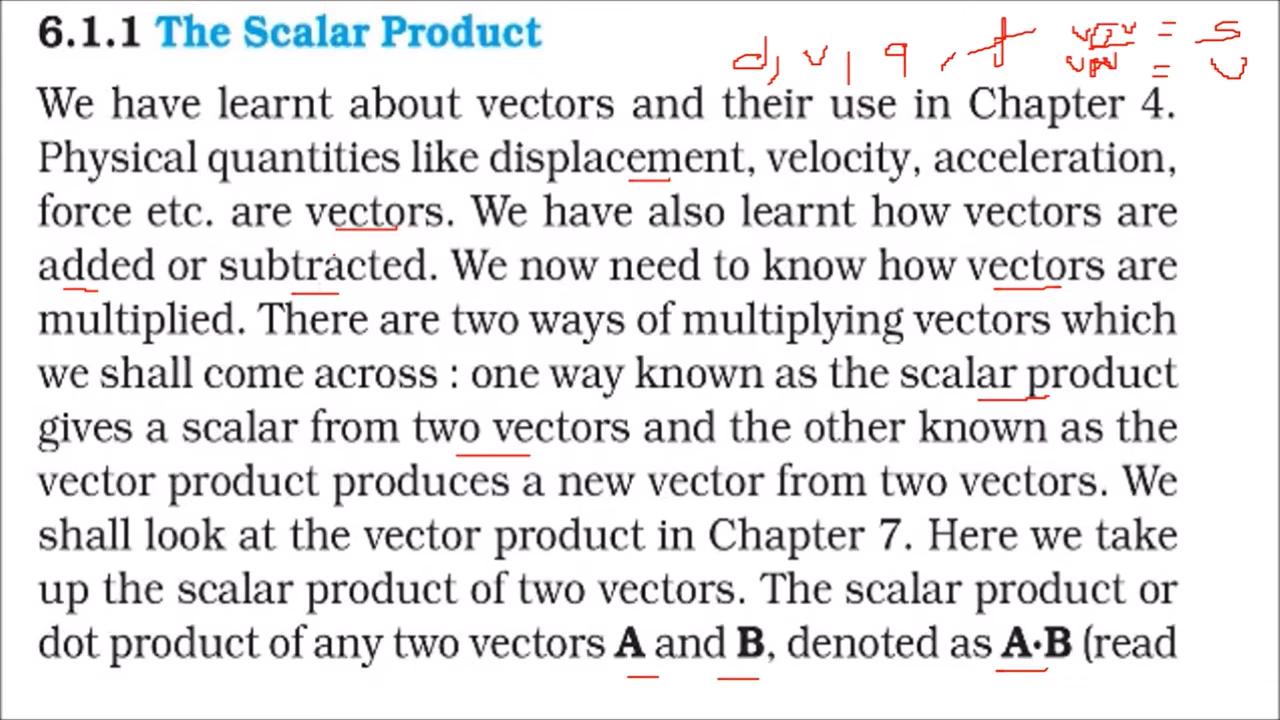 6.1.1 The Scalar Product
d, v, a, f
We have learnt about vectors and their use in Chapter 4.
Physical quantities like displacement, velocity, acceleration,
force etc. are vectors. We have also learnt how vectors are
added or subtracted. We now need to know how vectors are
multiplied. There are two ways of multiplying vectors which
we shall come across : one way known as the scalar product
gives a scalar from two vectors and the other known as the
vector product produces a new vector from two vectors. We
shall look at the vector product in Chapter 7. Here we take
up the scalar product of two vectors. The scalar product or
dot product of any two vectors A and B, denoted as A·B (read